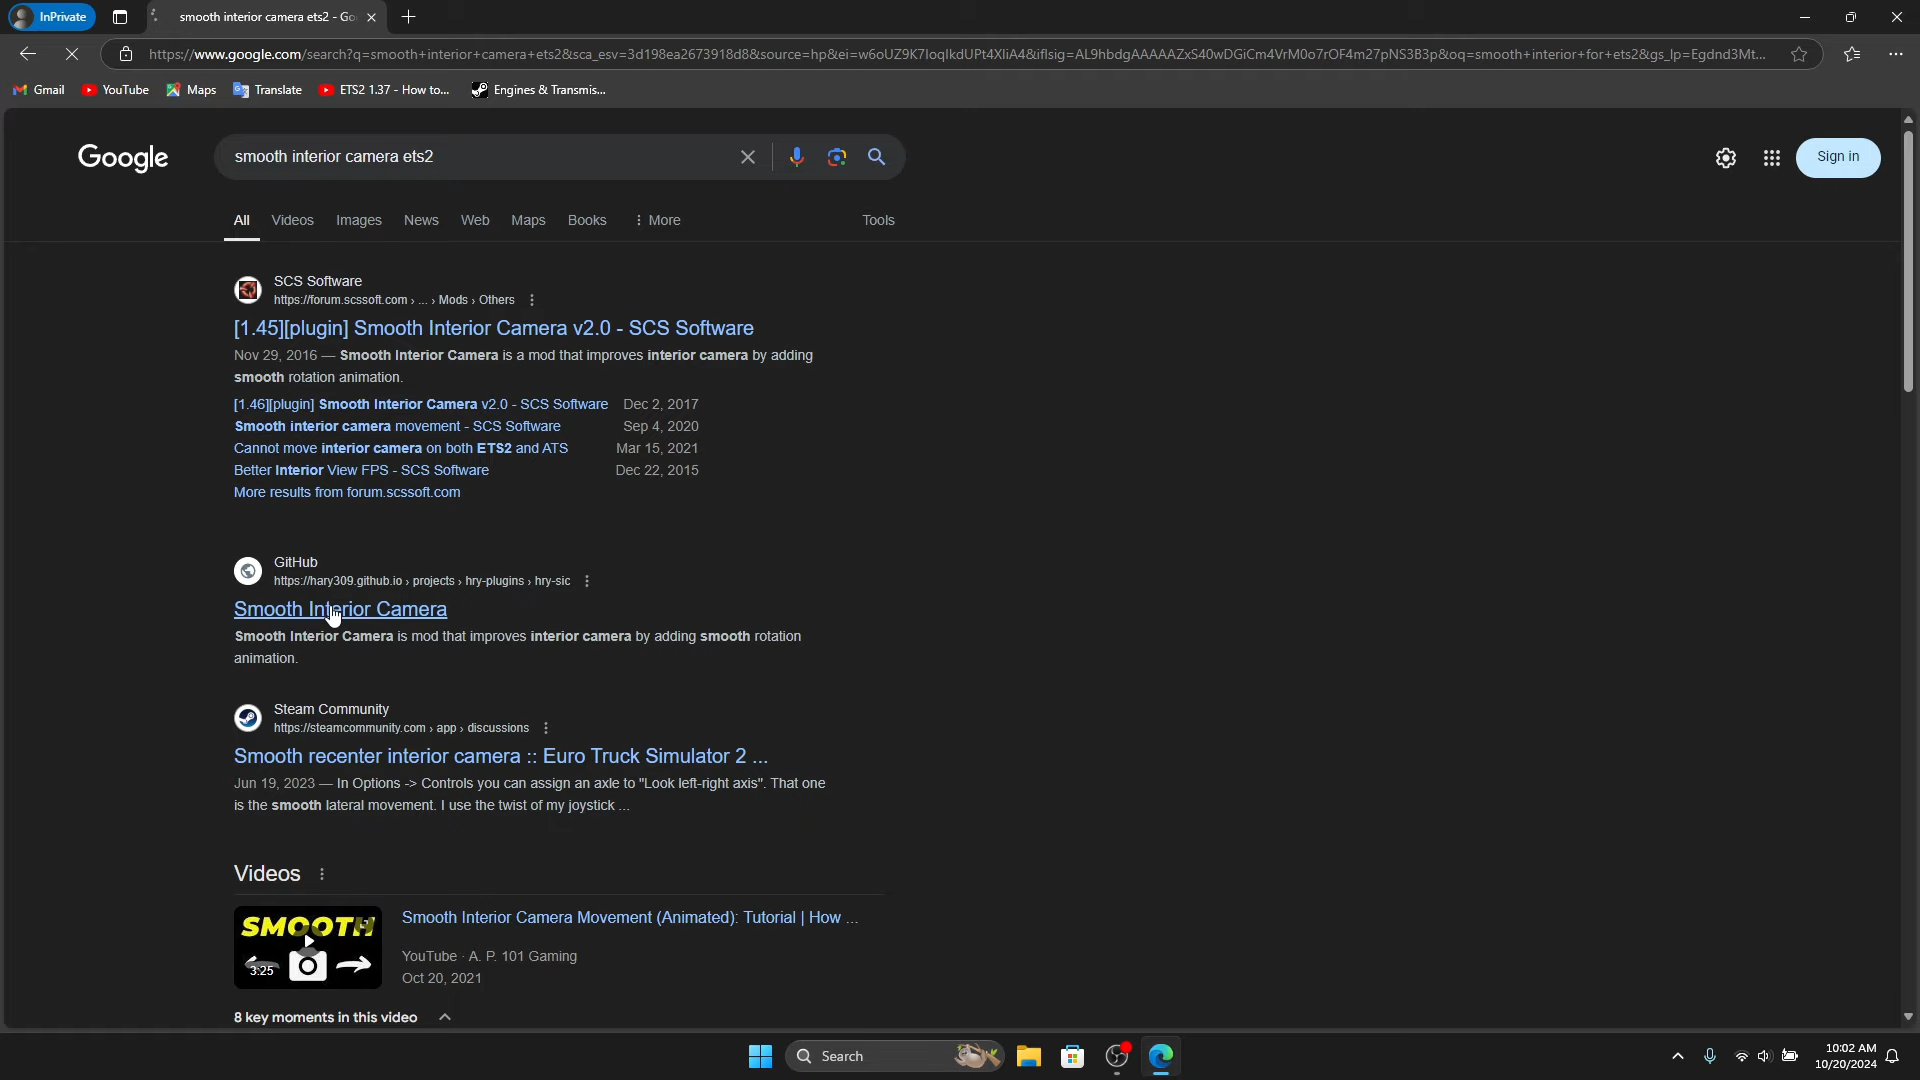 InPrivate
smooth interior camera ets2 - Go
https://www.google.com/search?q=smooth+interior+camera+ets2&sca_esv=3d198ea2673918d8&source=hp&ei=w6oUZ9K7loqlkdUPt4XliA4&iflsig=AL9hbdgAAAAAZxS40wDGiCm4VrM0o7rOF4m27pNS3B3p&oq=smooth+interior+for+ets2&gs_lp=Egdnd3Mt...
Gmail
YouTube
Maps
Translate
ETS2 1.37 - How to...
Engines & Transmis...
Google
smooth interior camera ets2
Sign in
All
Videos
Images
News
Web
Maps
Books
More
Tools
SCS Software
https://forum.scssoft.com › ... › Mods › Others
[1.45][plugin] Smooth Interior Camera v2.0 - SCS Software
Nov 29, 2016 — Smooth Interior Camera is a mod that improves interior camera by adding
smooth rotation animation.
[1.46][plugin] Smooth Interior Camera v2.0 - SCS Software Dec 2, 2017
Smooth interior camera movement - SCS Software Sep 4, 2020
Cannot move interior camera on both ETS2 and ATS Mar 15, 2021
Better Interior View FPS - SCS Software Dec 22, 2015
More results from forum.scssoft.com
GitHub
https://hary309.github.io › projects › hry-plugins › hry-sic
Smooth Interior Camera
Smooth Interior Camera is mod that improves interior camera by adding smooth rotation
animation.
Steam Community
https://steamcommunity.com › app › discussions
Smooth recenter interior camera :: Euro Truck Simulator 2 ...
Jun 19, 2023 — In Options -> Controls you can assign an axle to "Look left-right axis". That one
is the smooth lateral movement. I use the twist of my joystick ...
Videos
SMOOTH
3:25
Smooth Interior Camera Movement (Animated): Tutorial | How ...
YouTube · A. P. 101 Gaming
Oct 20, 2021
8 key moments in this video
Search
10:02 AM
10/20/2024